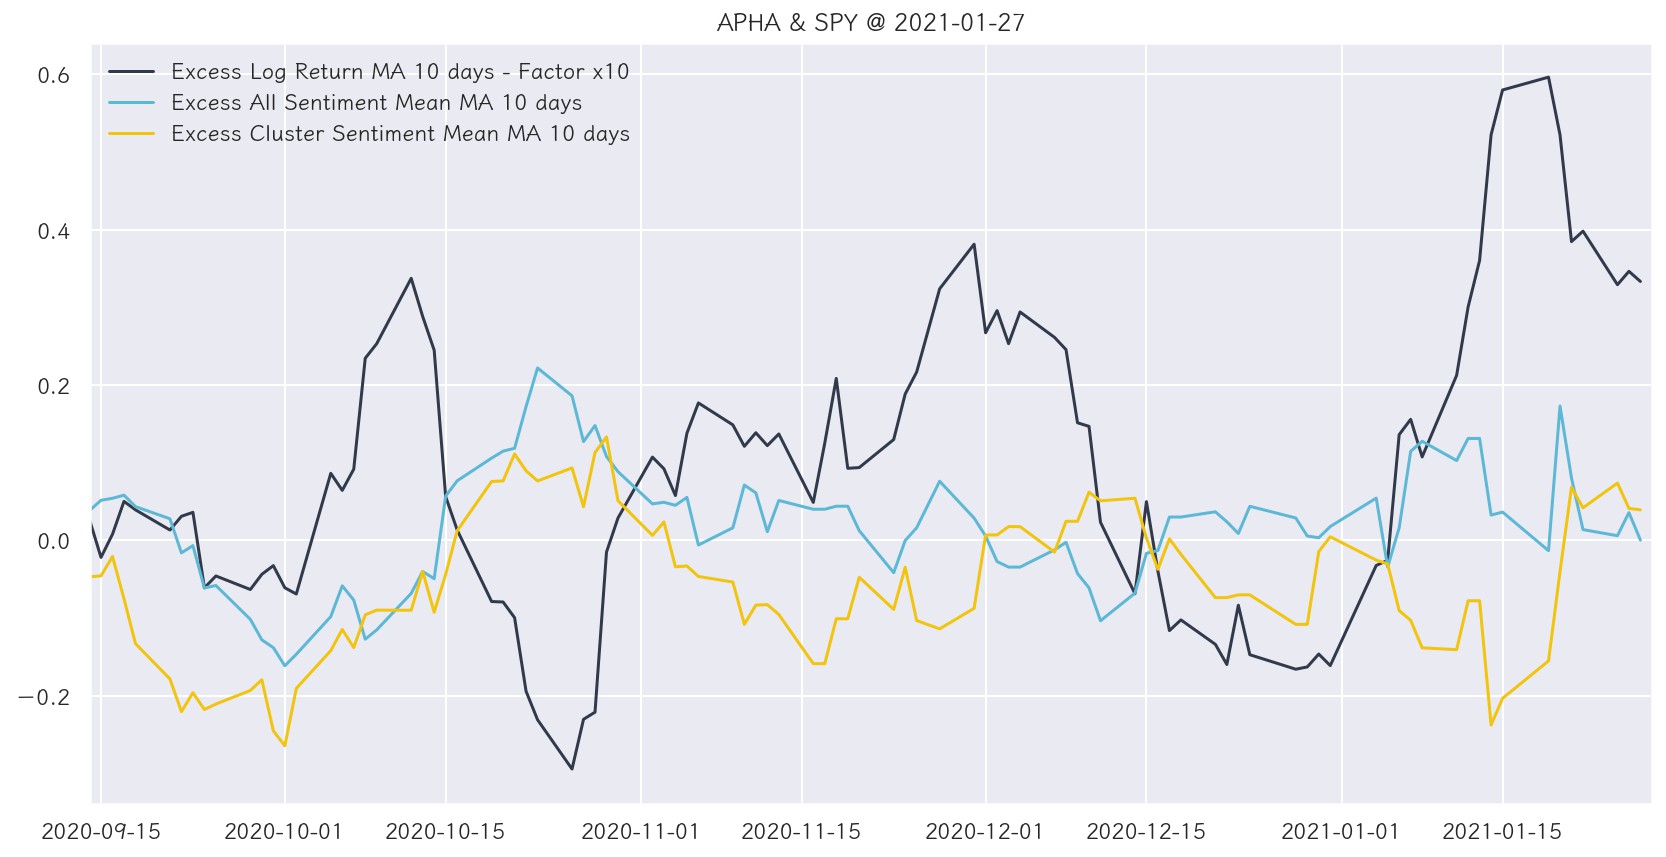 APHA & SPY @ 2021-01-27
Excess Log Return MA 10 days - Factor x10
Excess All Sentiment Mean MA 10 days
Excess Cluster Sentiment Mean MA 10 days
0.6
0.4
0.2
0.0
−0.2
2020-09-15 2020-10-01 2020-10-15 2020-11-01 2020-11-15 2020-12-01 2020-12-15 2021-01-01 2021-01-15